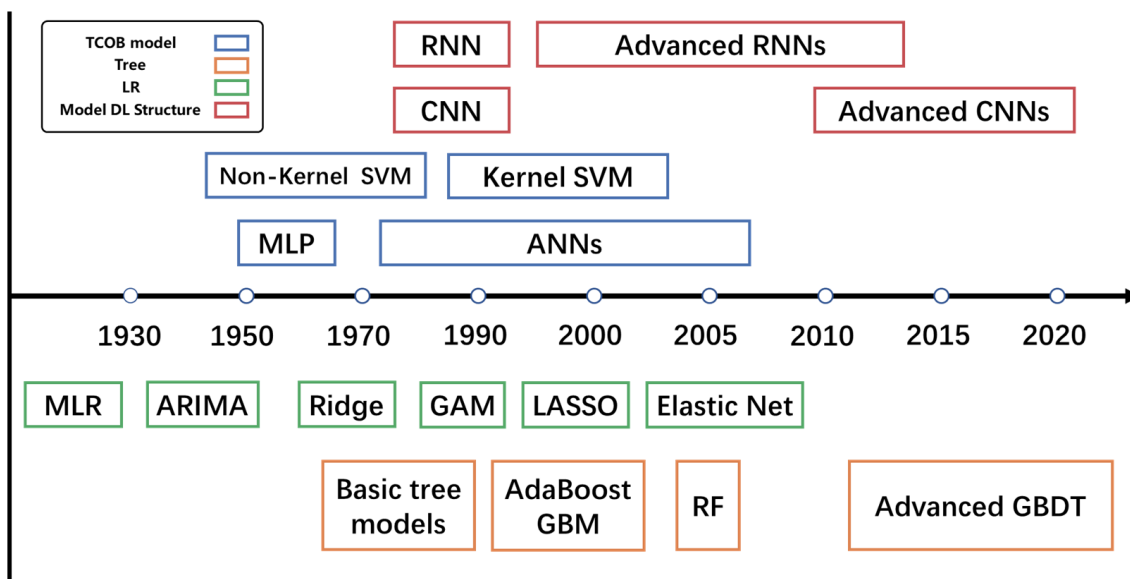 TCOB model
Tree
LR
Model DL Structure
RNN
Advanced RNNs
CNN
Advanced CNNs
Non-Kernel SVM
Kernel SVM
MLP
ANNs
1930
1950
1970
1990
2000
2005
2010
2015
2020
MLR
ARIMA
Ridge
GAM
LASSO
Elastic Net
Basic tree
models
AdaBoost
GBM
RF
Advanced GBDT